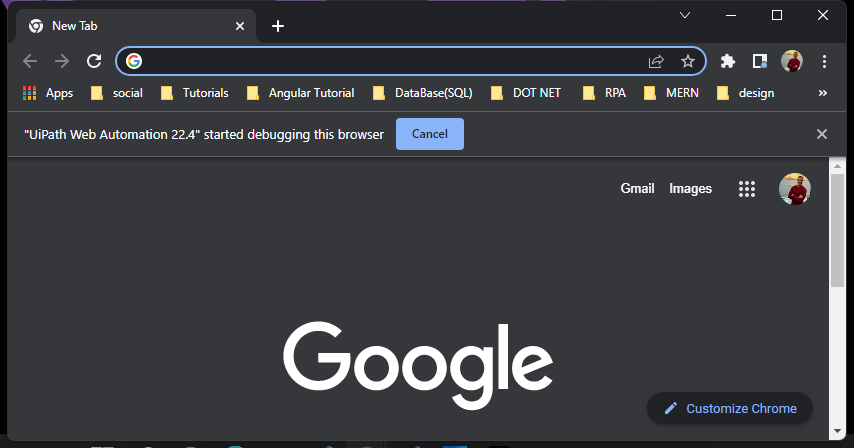 New Tab
Apps social Tutorials Angular Tutorial DataBase(SQL) DOT NET RPA MERN design »
"UiPath Web Automation 22.4" started debugging this browser Cancel
Gmail Images
Google
Customize Chrome